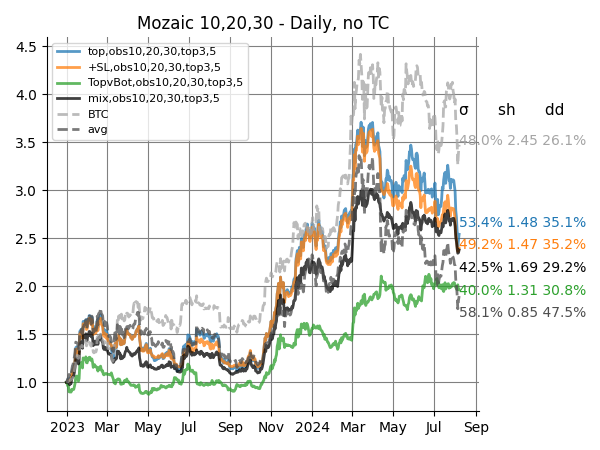 Mozaic 10,20,30 - Daily, no TC
4.5
4.0
3.5
3.0
2.5
2.0
1.5
1.0
top,obs10,20,30,top3,5
+SL,obs10,20,30,top3,5
TopvBot,obs10,20,30,top3,5
mix,obs10,20,30,top3,5
BTC
avg
σ sh dd
48.0% 2.45 26.1%
53.4% 1.48 35.1%
49.2% 1.47 35.2%
42.5% 1.69 29.2%
40.0% 1.31 30.8%
58.1% 0.85 47.5%
2023 Mar May Jul Sep Nov 2024 Mar May Jul Sep